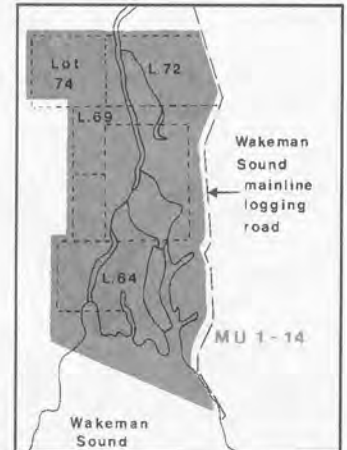 Lot
74
L.72
L.69
Wakeman
Sound
mainline
logging
road
L.64
MU 1-14
Wakeman
Sound